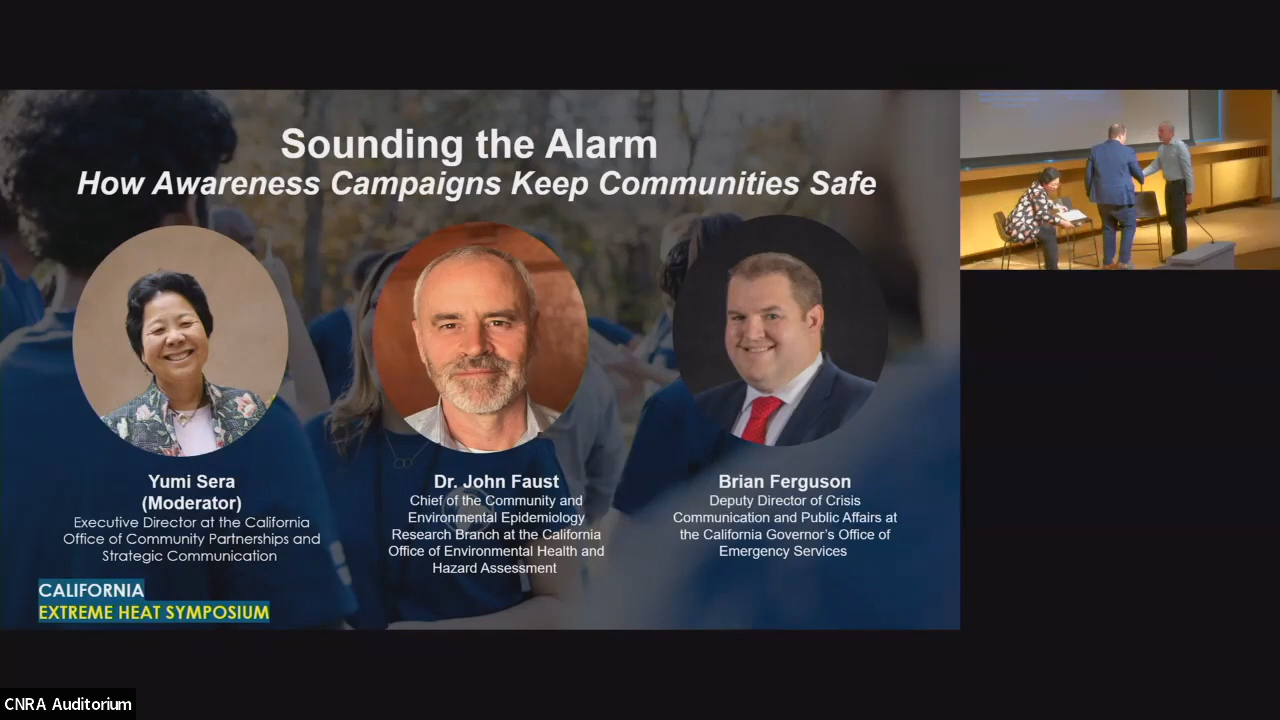 Sounding the Alarm
How Awareness Campaigns Keep Communities Safe
Yumi Sera
(Moderator)
Executive Director at the California
Office of Community Partnerships and
Strategic Communication
Dr. John Faust
Chief of the Community and
Environmental Epidemiology
Research Branch at the California
Office of Environmental Health and
Hazard Assessment
Brian Ferguson
Deputy Director of Crisis
Communication and Public Affairs at
the California Governor's Office of
Emergency Services
CALIFORNIA
EXTREME HEAT SYMPOSIUM
CNRA Auditorium